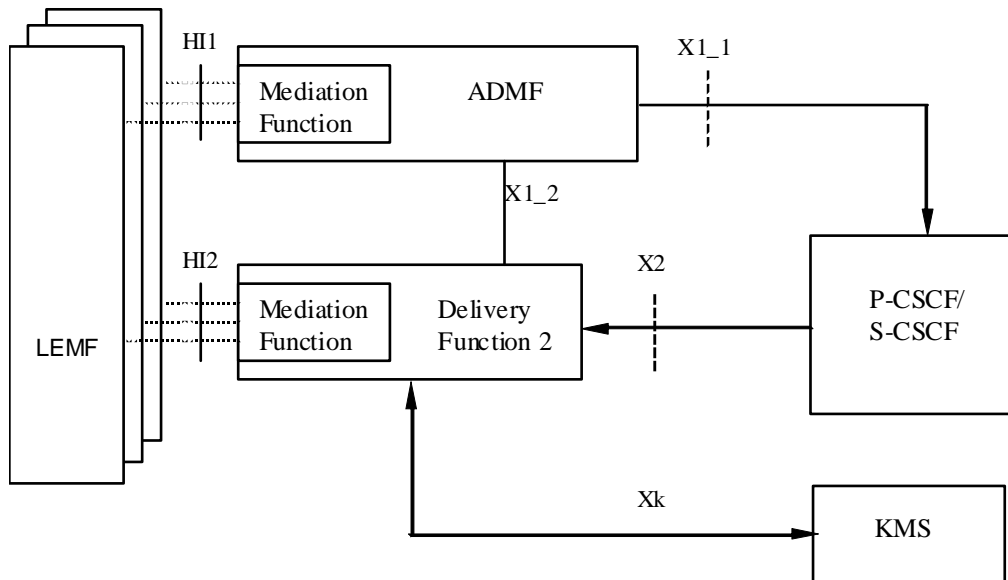 HI1
Mediation
Function
ADMF
X1_1
X1_2
HI2
Mediation
Function
Delivery
Function 2
X2
P-CSCF/
S-CSCF
LEMF
Xk
KMS